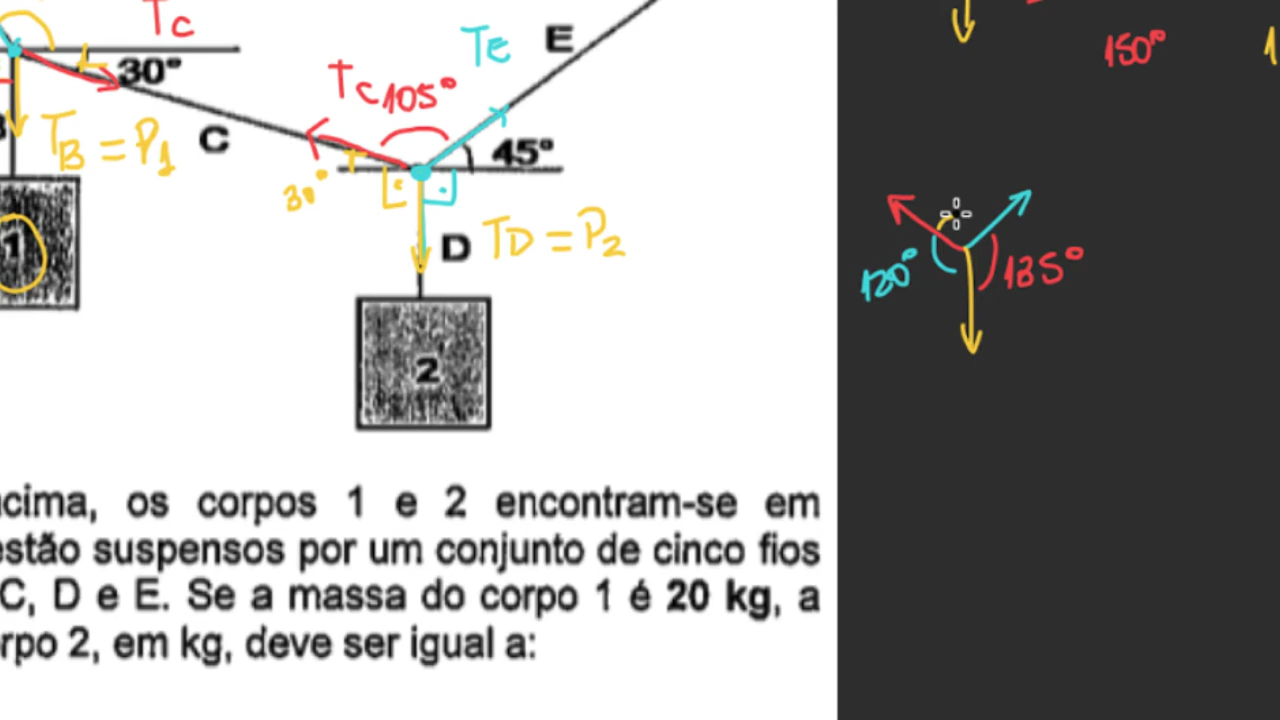 Tc
30°
C
TB = P1
1
Tc
105°
TE
E
45°
30°
D
TD = P2
2
150°
1
120°
135°
cima, os corpos 1 e 2 encontram-se em
estão suspensos por um conjunto de cinco fios
C, D e E. Se a massa do corpo 1 é 20 kg, a
rpo 2, em kg, deve ser igual a: